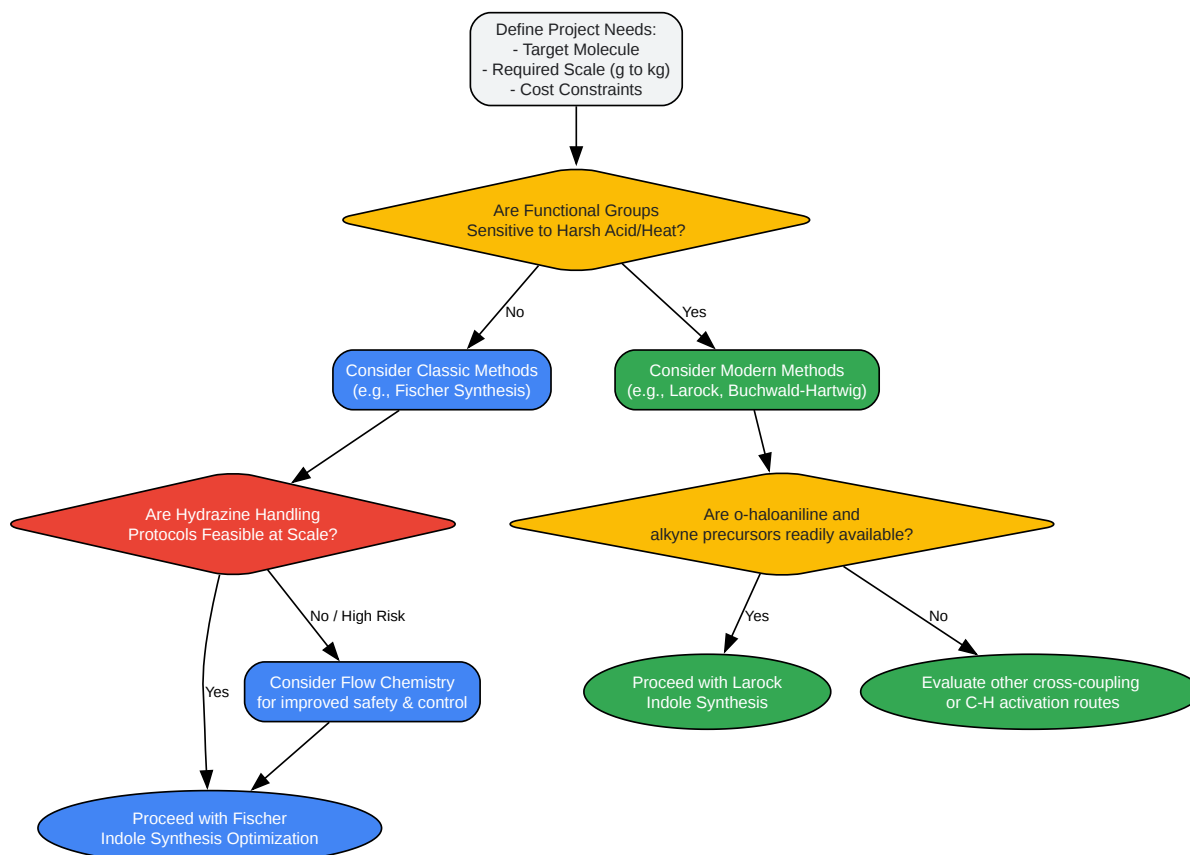 Define Project Needs:
- Target Molecule
- Required Scale (g to kg)
- Cost Constraints
Are Functional Groups
Sensitive to Harsh Acid/Heat?
No
Yes
Consider Classic Methods
(e.g., Fischer Synthesis)
Consider Modern Methods
(e.g., Larock, Buchwald-Hartwig)
Are Hydrazine Handling
Protocols Feasible at Scale?
Are o-haloaniline and
alkyne precursors readily available?
No / High Risk
Yes
No
Yes
Consider Flow Chemistry
for improved safety & control
Proceed with Larock
Indole Synthesis
Evaluate other cross-coupling
or C-H activation routes
Proceed with Fischer
Indole Synthesis Optimization